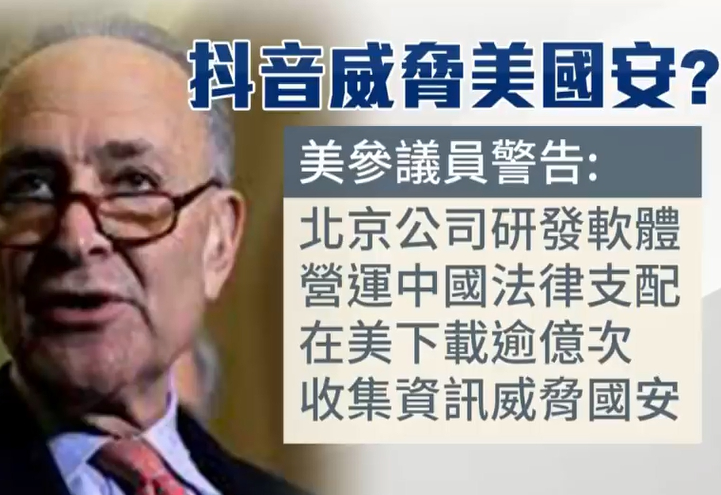 抖音威脅美國安?
美參議員警告:
北京公司研發軟體
營運中國法律支配
在美下載逾億次
收集資訊威脅國安